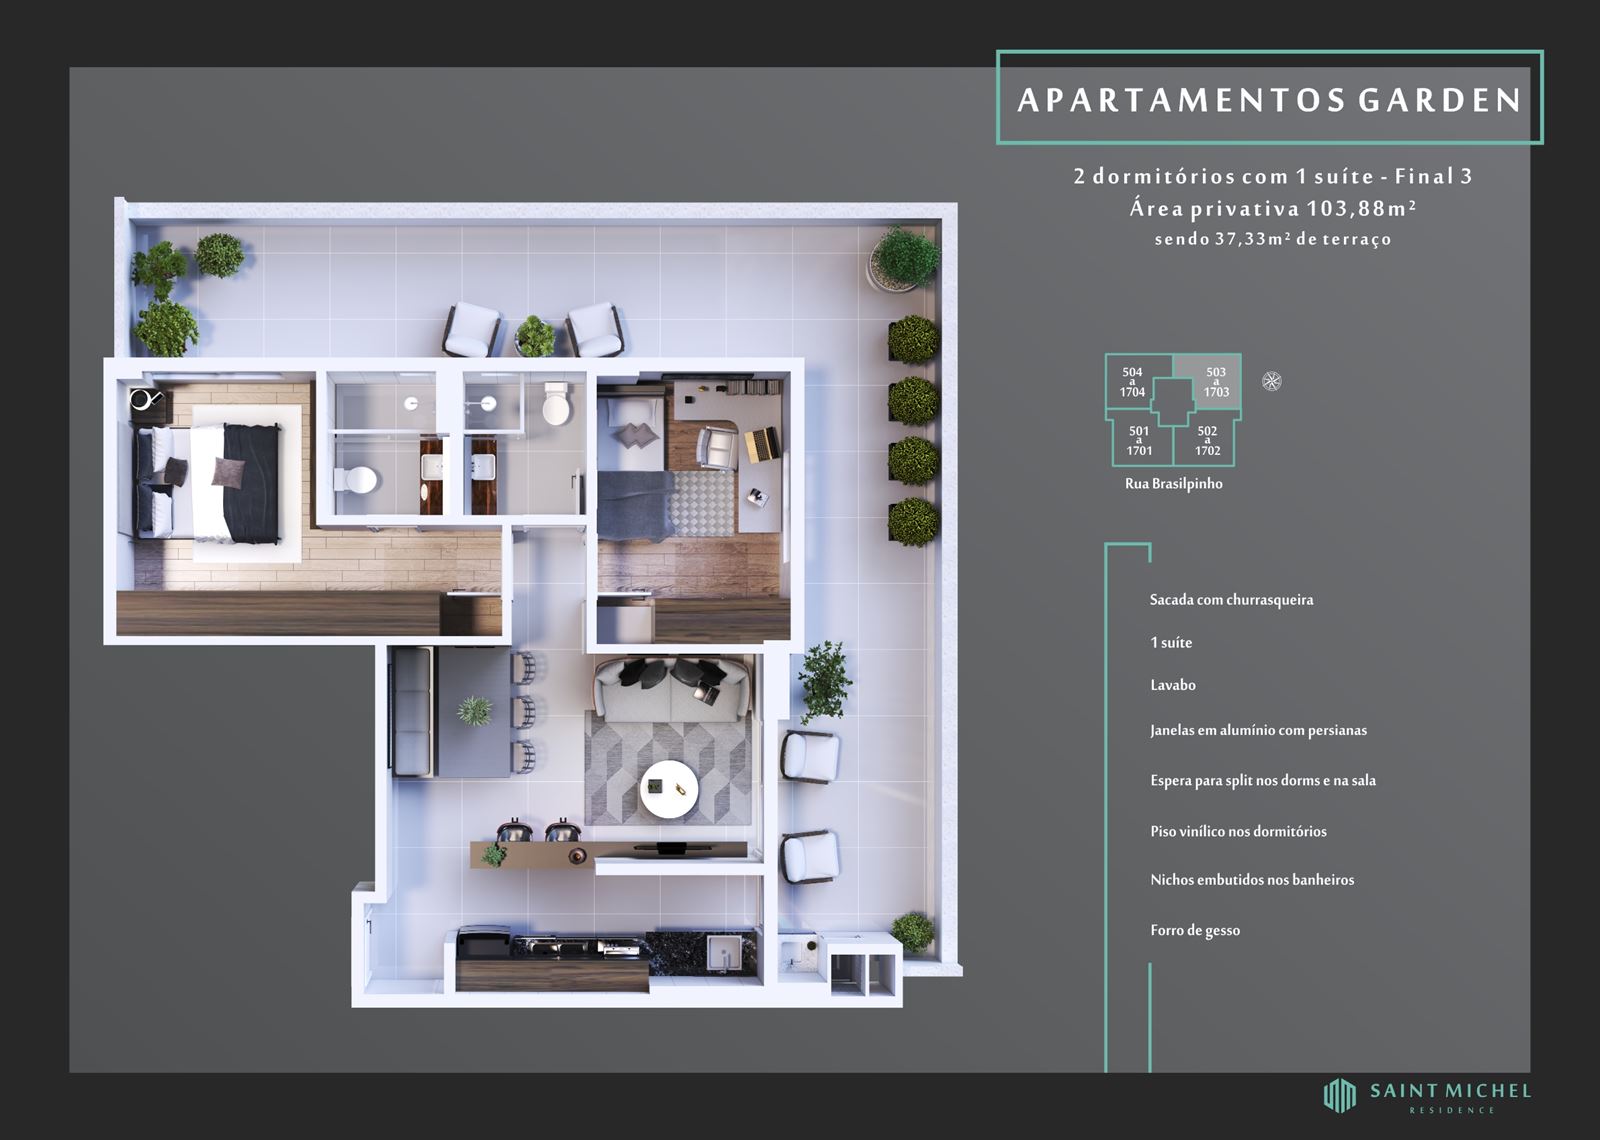 APARTAMENTOS GARDEN
2 dormitórios com 1 suíte - Final 3
Área privativa 103,88m²
sendo 37,33m² de terraço
504
a
1704
503
a
1703
501
a
1701
502
a
1702
Rua Brasilpinho
Sacada com churrasqueira
1 suíte
Lavabo
Janelas em alumínio com persianas
Espera para split nos dorms e na sala
Piso vinílico nos dormitórios
Nichos embutidos nos banheiros
Forro de gesso
SAINT MICHEL
RESIDENCE